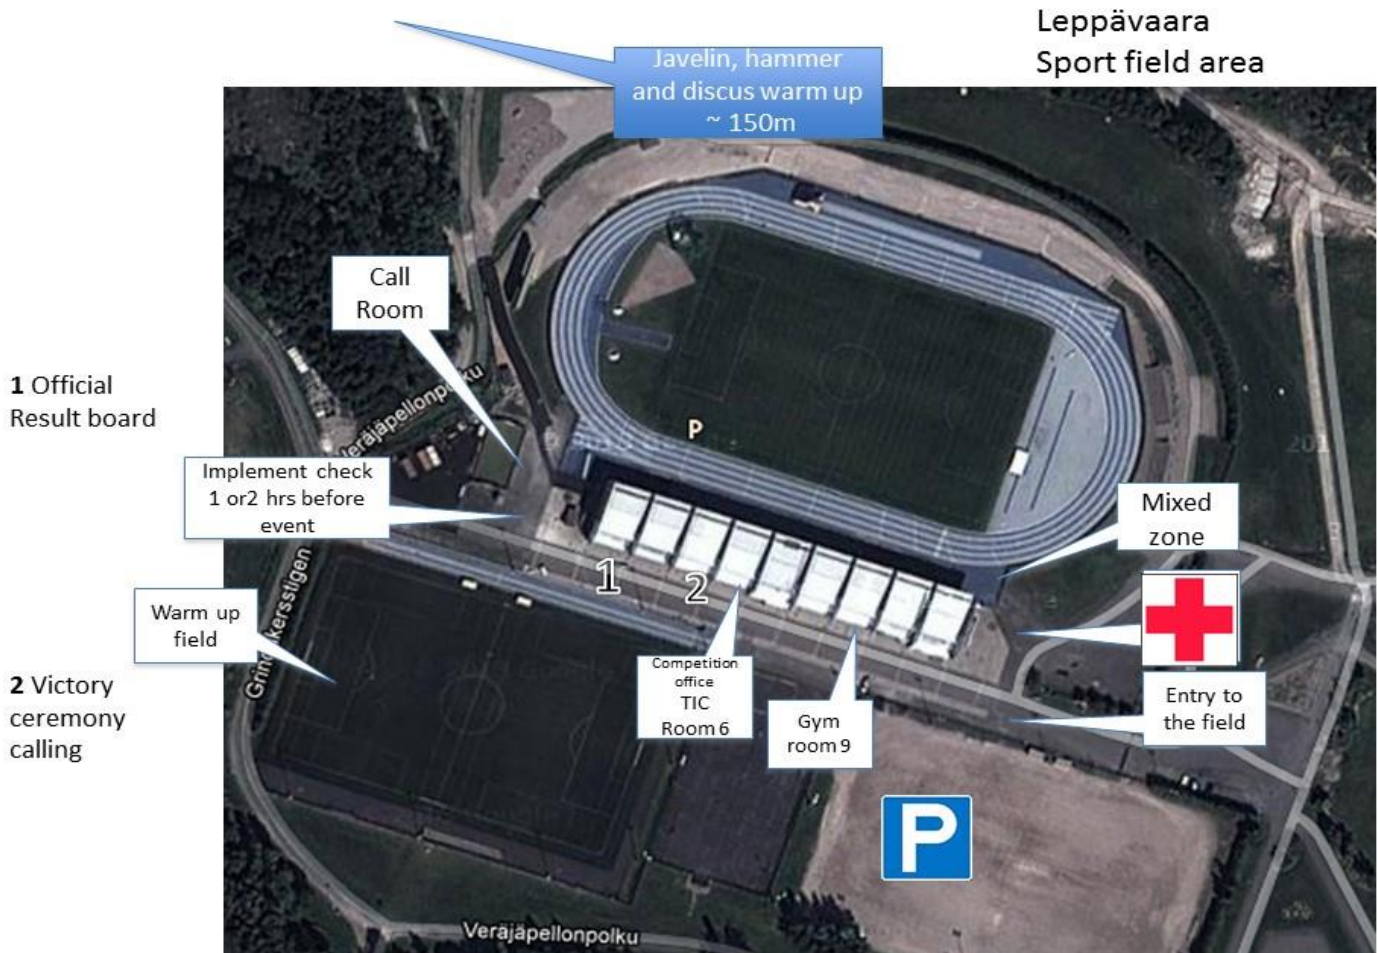 Leppävaara
Sport field area
Javelin, hammer
and discus warm up
~ 150m
Call
Room
1 Official
Result board
Veräjäpellonpolku
Implement check
1 or2 hrs before
event
P
Mixed
zone
1
2
Warm up
field
Competition
office
TIC
Room 6
Gym
room 9
Entry to
the field
2 Victory
ceremony
calling
P
Veräjäpellonpolku